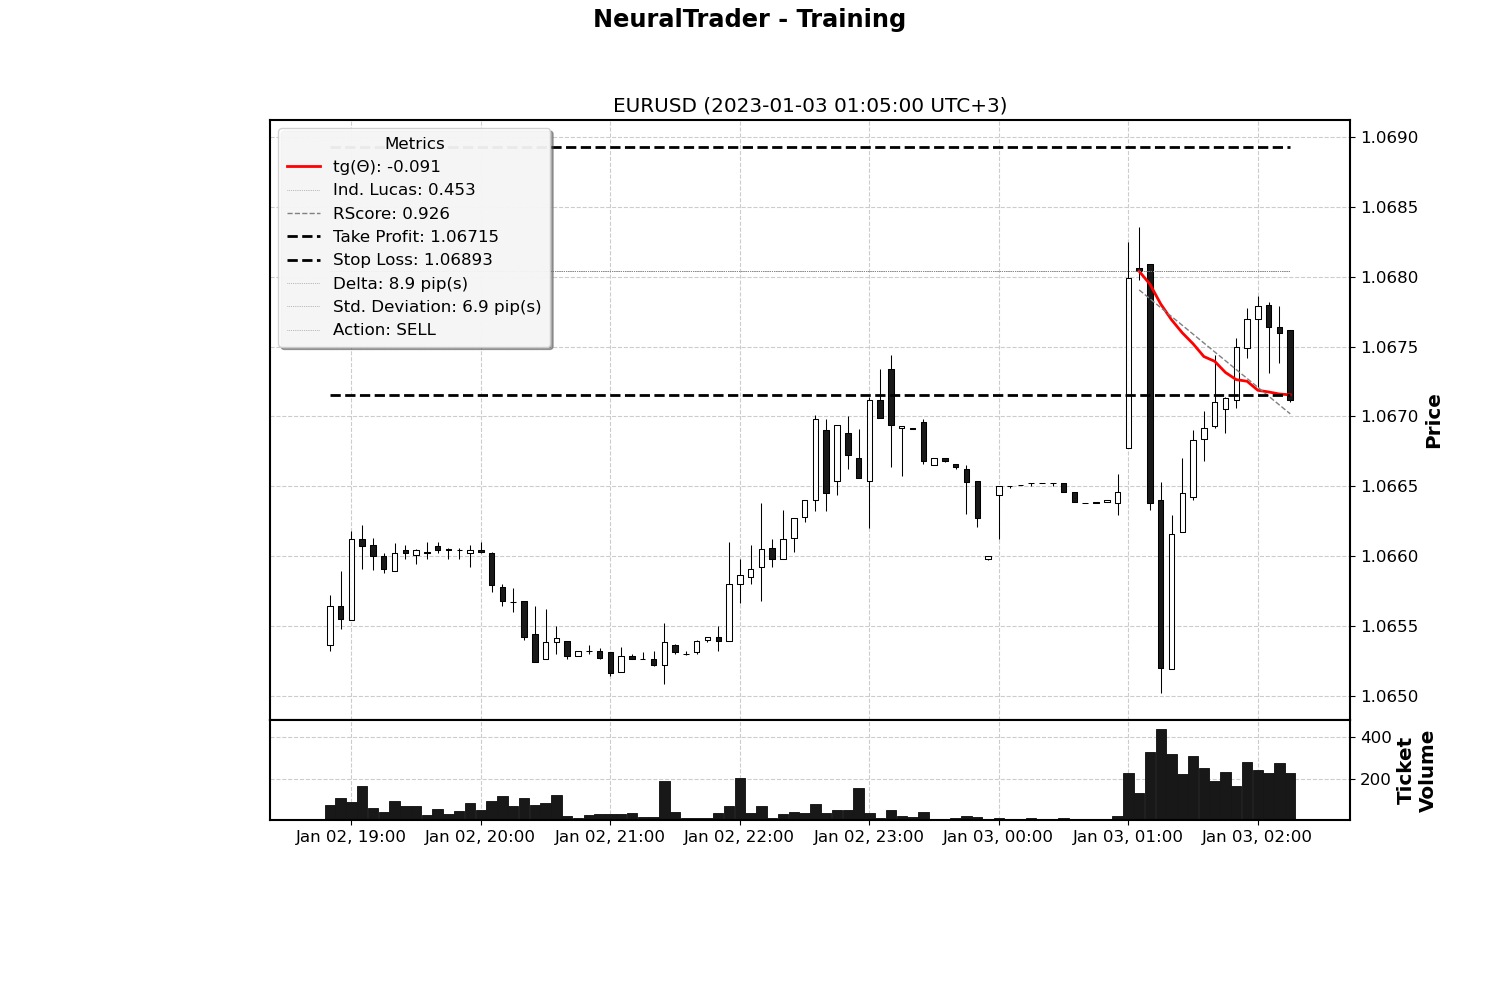 NeuralTrader - Training
EURUSD (2023-01-03 01:05:00 UTC+3)
Metrics
tg(Θ): -0.091
Ind. Lucas: 0.453
RScore: 0.926
Take Profit: 1.06715
Stop Loss: 1.06893
Delta: 8.9 pip(s)
Std. Deviation: 6.9 pip(s)
Action: SELL
1.0690
1.0685
1.0680
1.0675
1.0670
1.0665
1.0660
1.0655
1.0650
Price
400
200
Ticket
Volume
Jan 02, 19:00
Jan 02, 20:00
Jan 02, 21:00
Jan 02, 22:00
Jan 02, 23:00
Jan 03, 00:00
Jan 03, 01:00
Jan 03, 02:00